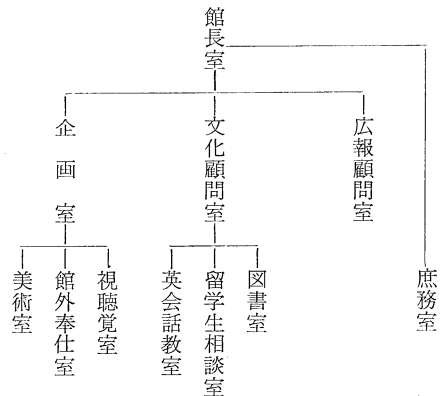 館長室
庶務室
広報顧問室
文化顧問室
企画室
図書室
留学生相談室
英会話教室
視聴覚室
館外奉仕室
美術室